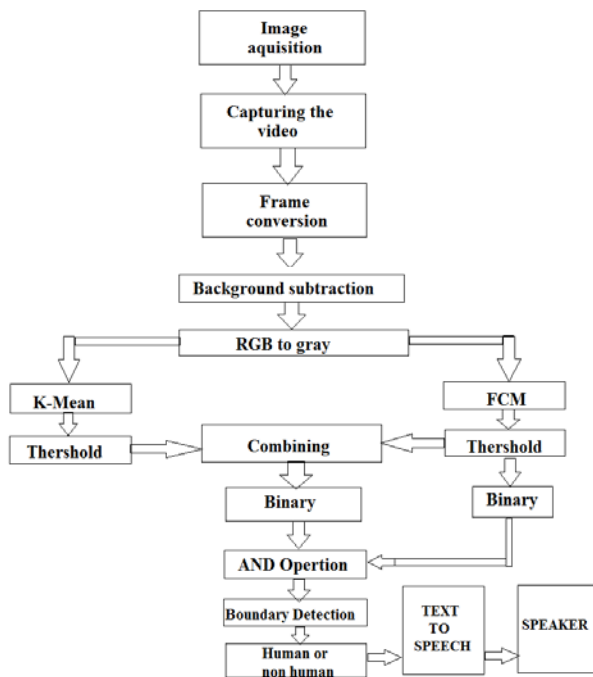 Image
aquisition
Capturing the
video
Frame
conversion
Background subtraction
RGB to gray
K-Mean
FCM
Thershold
Combining
Thershold
Binary
Binary
AND Opertion
Boundary Detection
Human or
non human
TEXT
TO
SPEECH
SPEAKER